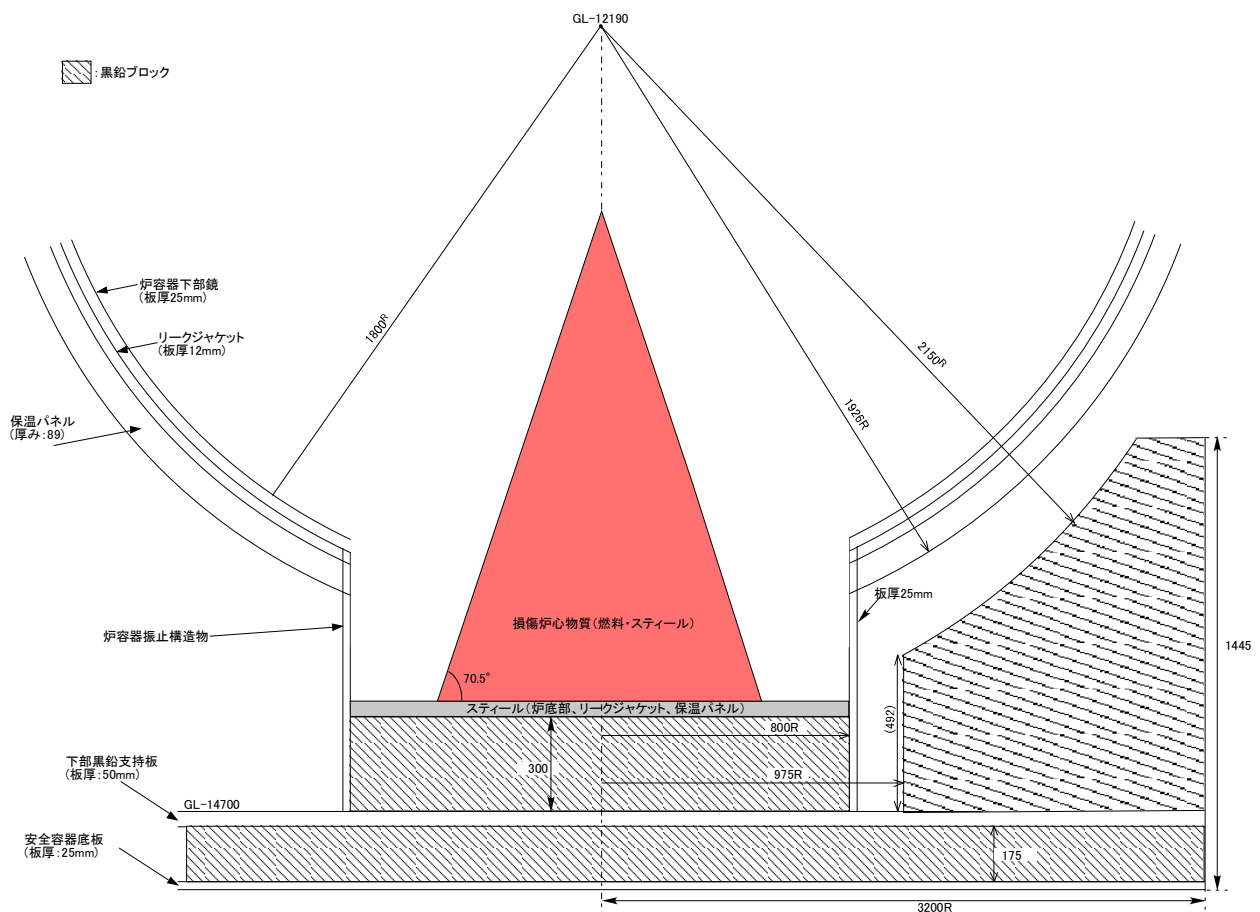 GL-12190
:黒鉛ブロック
炉容器下部鏡
(板厚25mm)
リークジャケット
(板厚12mm)
保温パネル
(厚み:89)
1800R
2150R
1926R
板厚25mm
炉容器振止構造物
損傷炉心物質(燃料・スティール)
70.5°
スティール(炉底部、リークジャケット、保温パネル)
800R
300
975R
(492)
1445
下部黒鉛支持板
(板厚:50mm)
GL-14700
安全容器底板
(板厚:25mm)
175
3200R